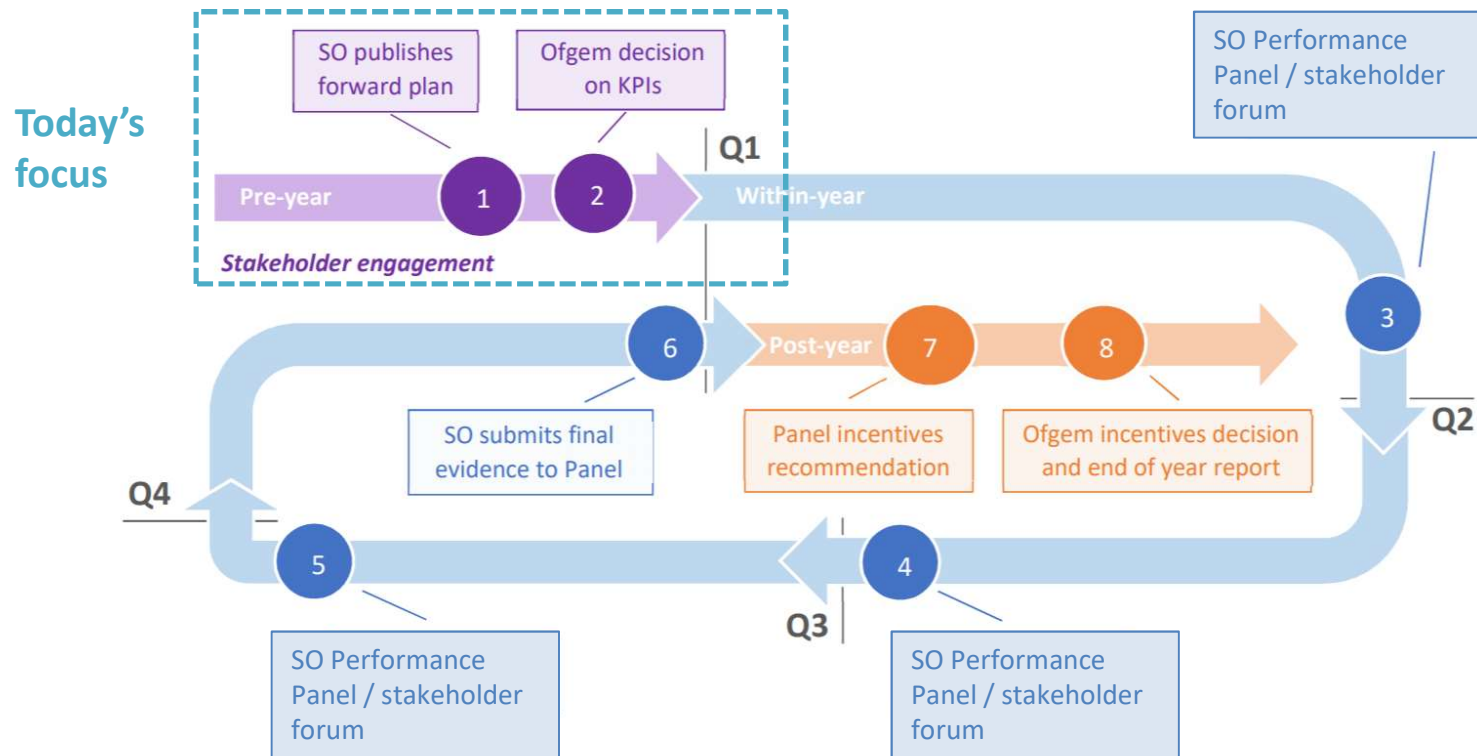 Today's
focus
SO publishes
forward plan
Ofgem decision
on KPIs
SO Performance
Panel / stakeholder
forum
Q1
Pre-year
1
2
Within-year
Stakeholder engagement
3
6
Post-year
7
8
Q2
SO submits final
evidence to Panel
Panel incentives
recommendation
Ofgem incentives decision
and end of year report
Q4
5
4
Q3
SO Performance
Panel / stakeholder
forum
SO Performance
Panel / stakeholder
forum